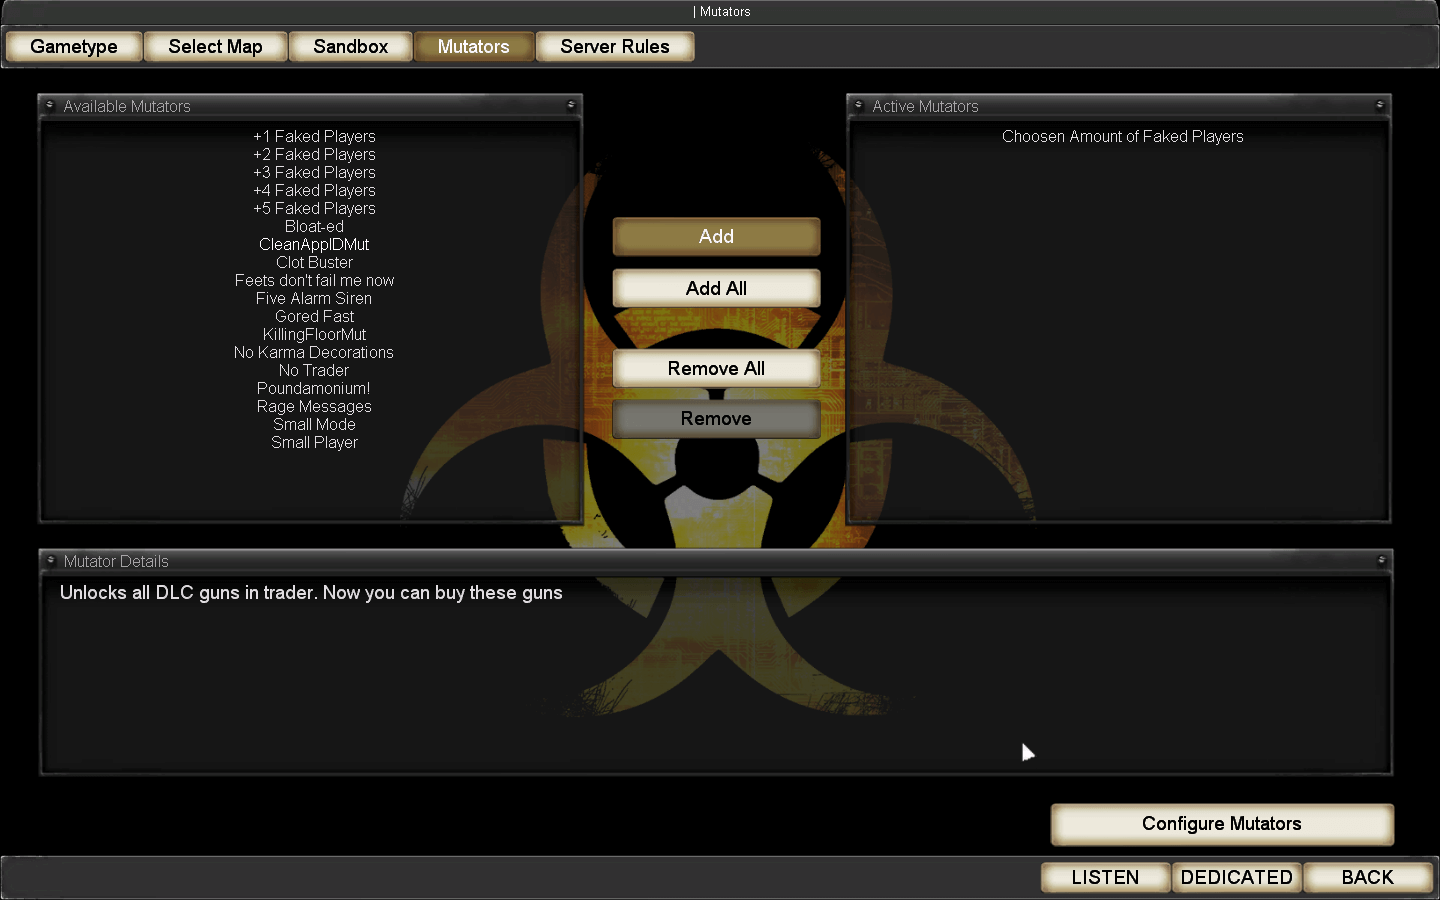 | Mutators
Gametype
Select Map
Sandbox
Mutators
Server Rules
Available Mutators
+1 Faked Players
+2 Faked Players
+3 Faked Players
+4 Faked Players
+5 Faked Players
Bloat-ed
CleanAppIDMut
Clot Buster
Feets don't fail me now
Five Alarm Siren
Gored Fast
KillingFloorMut
No Karma Decorations
No Trader
Poundamonium!
Rage Messages
Small Mode
Small Player
Add
Add All
Remove All
Remove
Active Mutators
Choosen Amount of Faked Players
Mutator Details
Unlocks all DLC guns in trader. Now you can buy these guns
Configure Mutators
LISTEN
DEDICATED
BACK